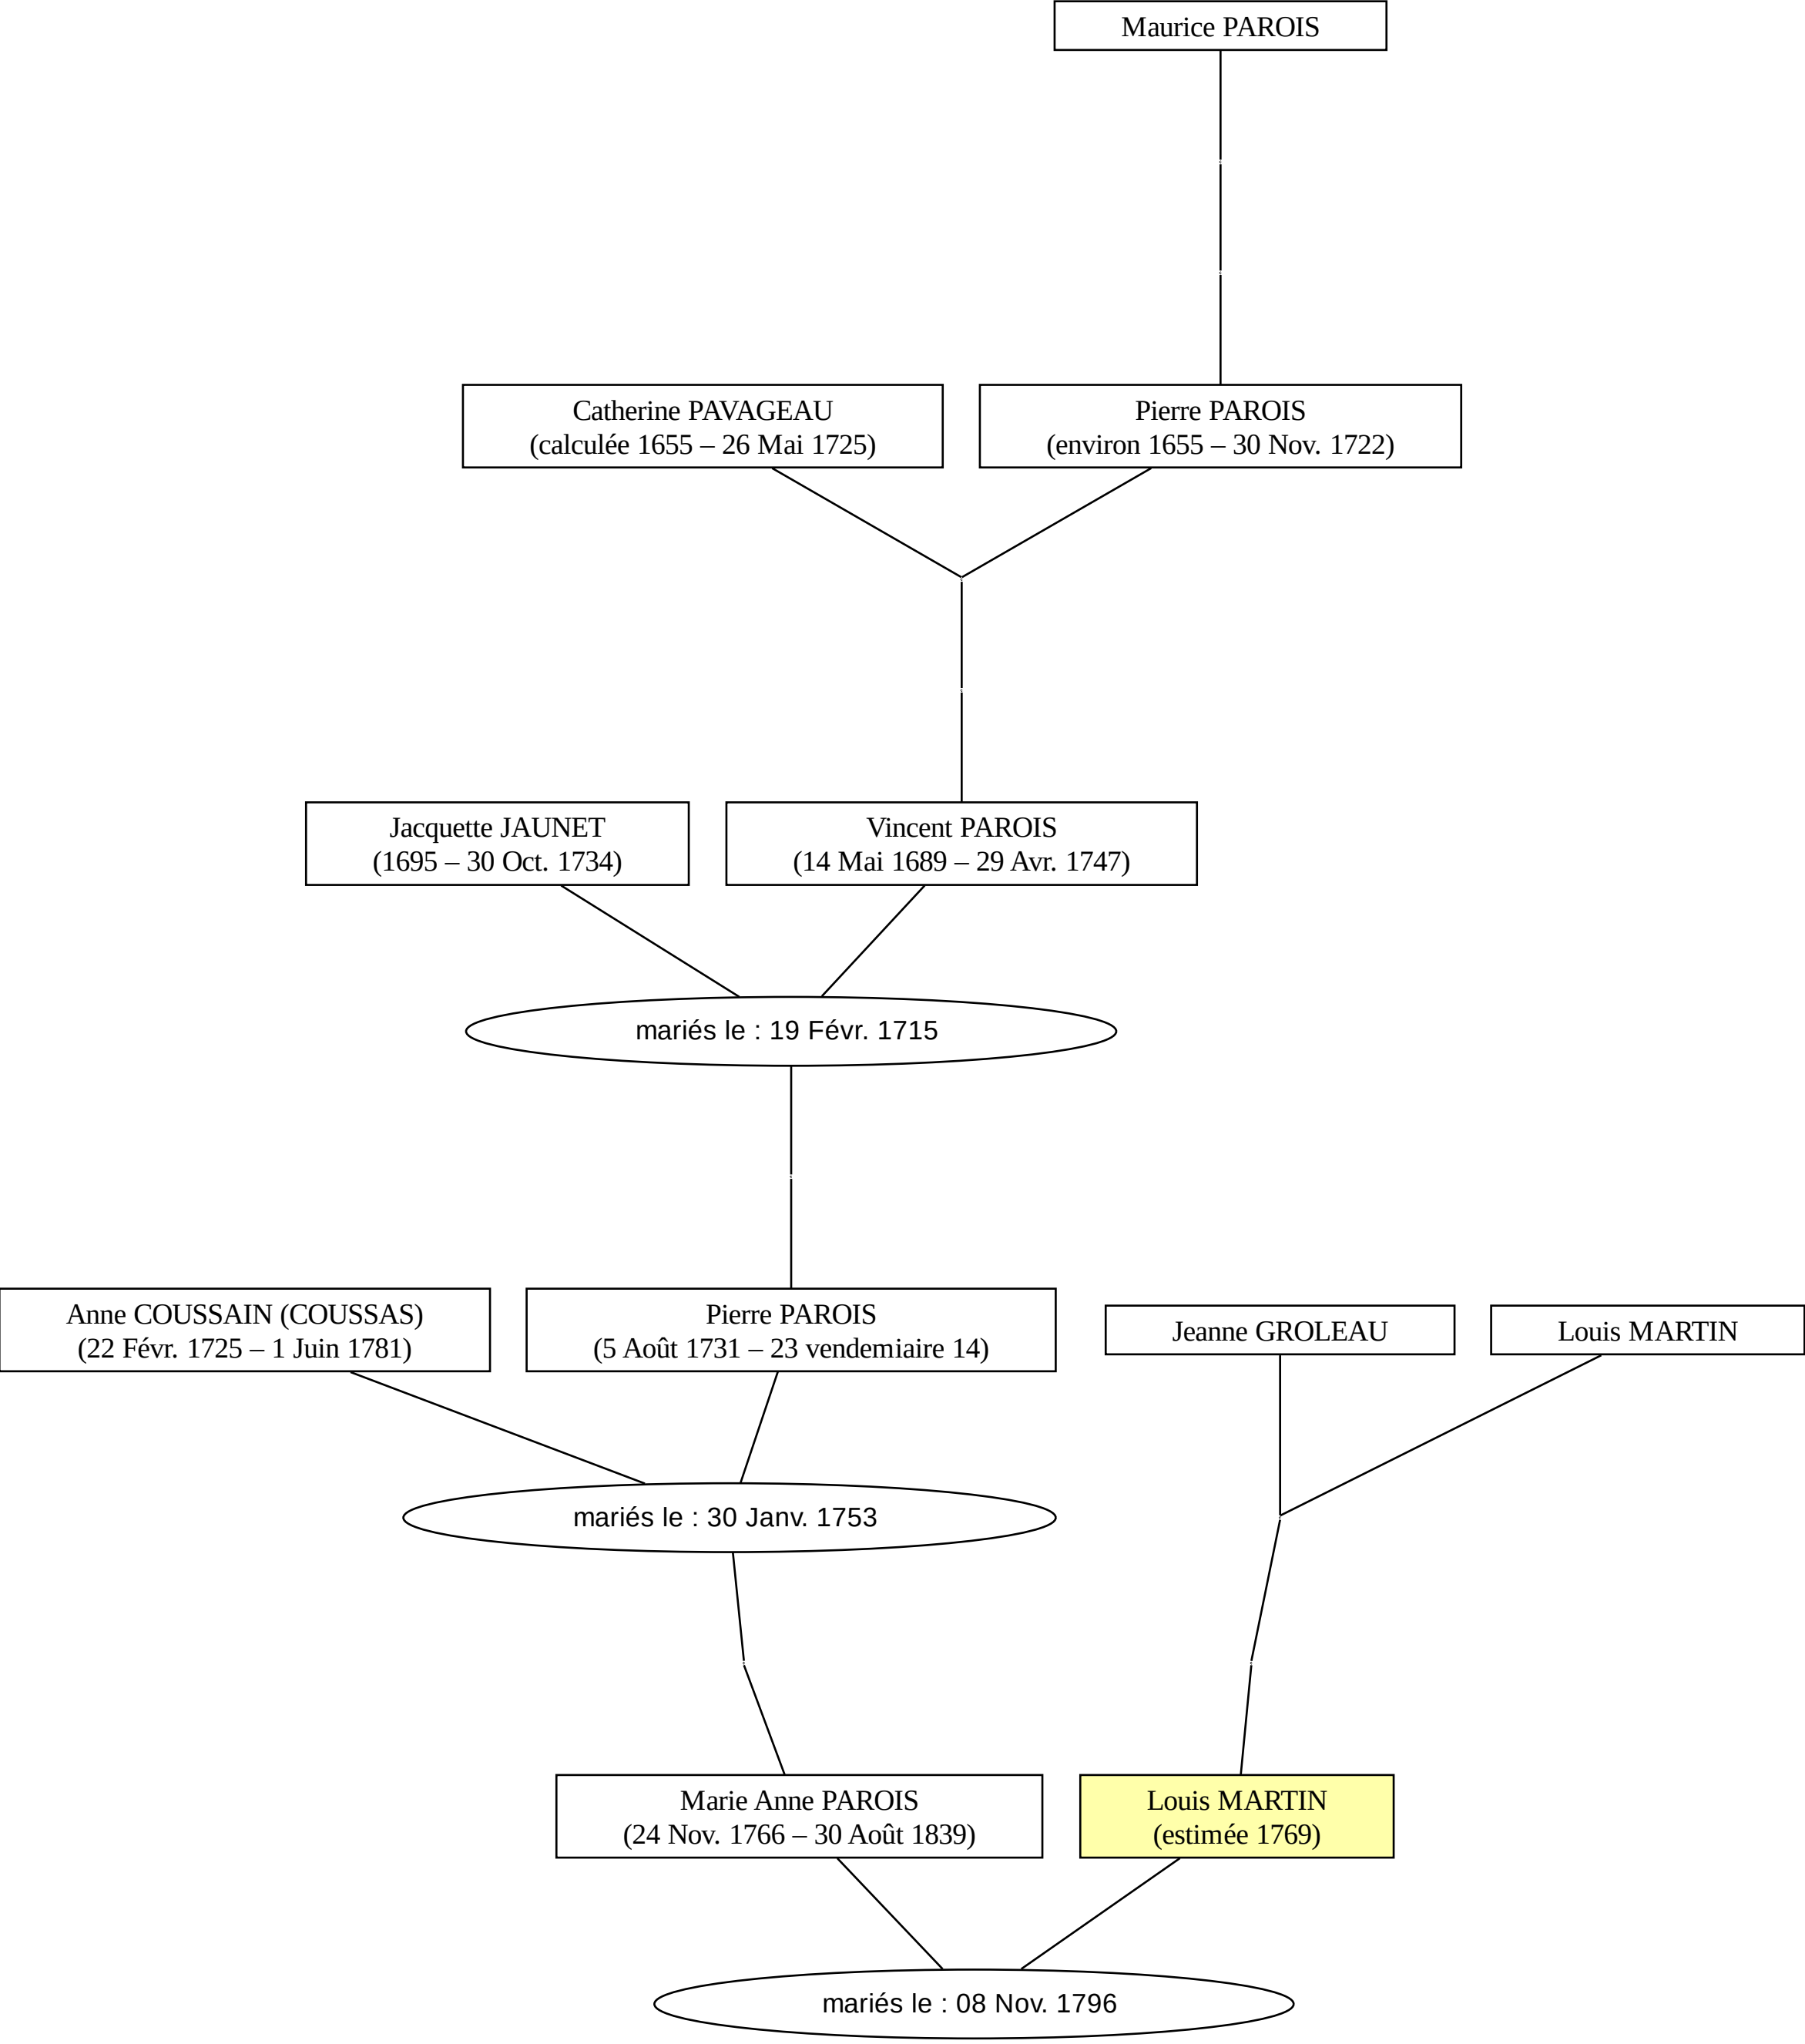 Maurice PAROIS
Catherine PAVAGEAU
(calculée 1655 – 26 Mai 1725)
Pierre PAROIS
(environ 1655 – 30 Nov. 1722)
Jacquette JAUNET
(1695 – 30 Oct. 1734)
Vincent PAROIS
(14 Mai 1689 – 29 Avr. 1747)
mariés le : 19 Févr. 1715
Anne COUSSAIN (COUSSAS)
(22 Févr. 1725 – 1 Juin 1781)
Pierre PAROIS
(5 Août 1731 – 23 vendemiaire 14)
Jeanne GROLEAU
Louis MARTIN
mariés le : 30 Janv. 1753
Marie Anne PAROIS
(24 Nov. 1766 – 30 Août 1839)
Louis MARTIN
(estimée 1769)
mariés le : 08 Nov. 1796